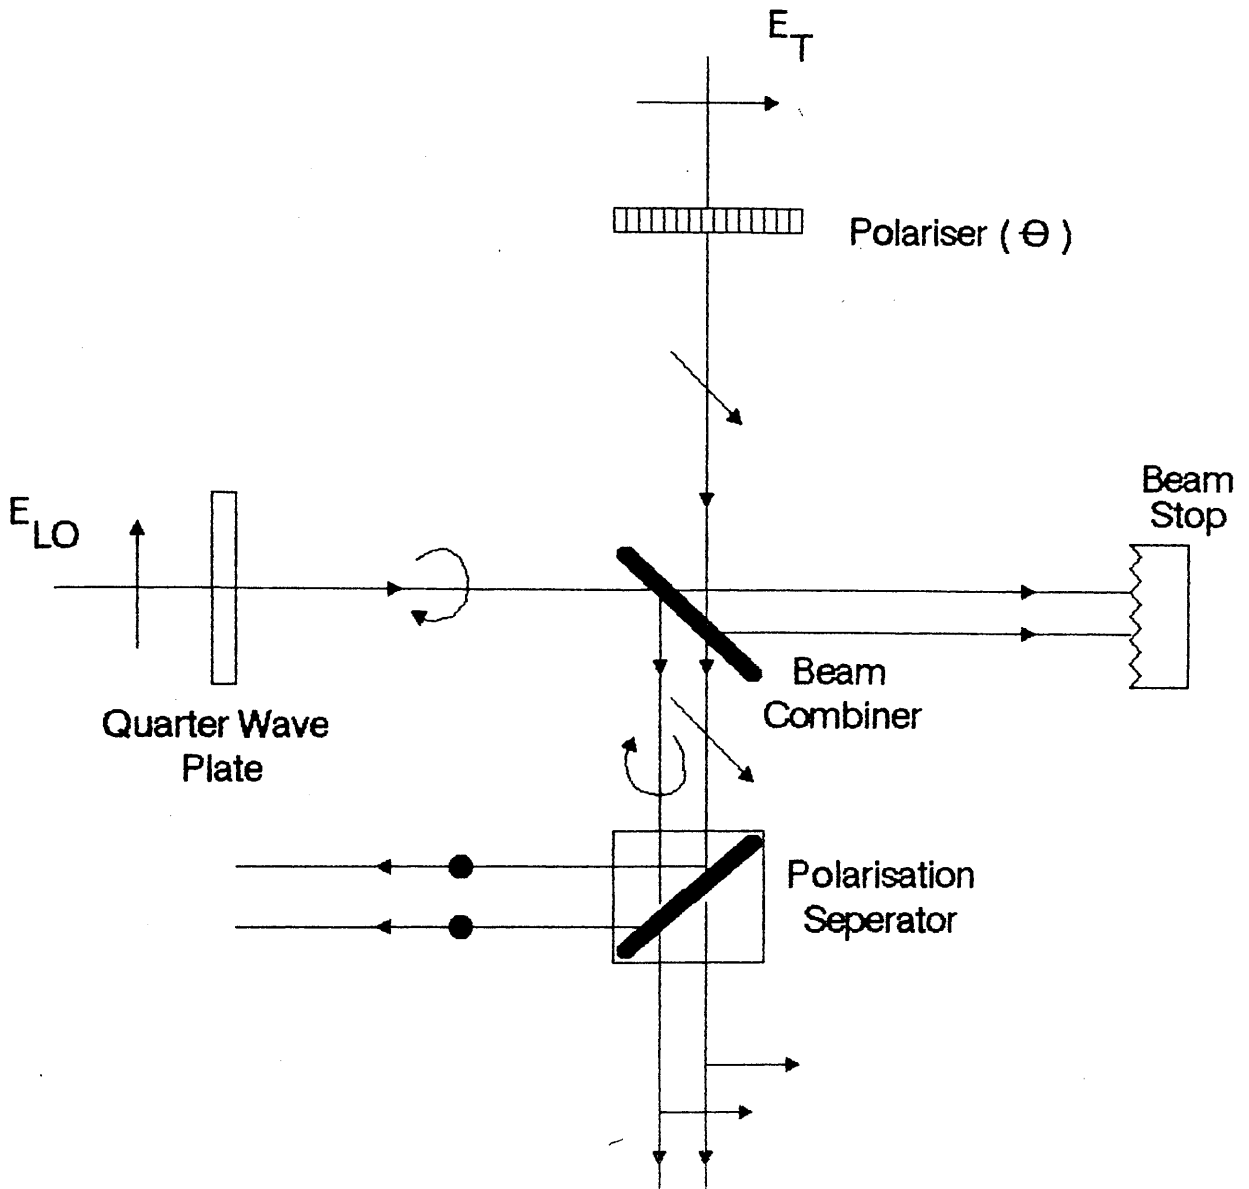 E_T
Polariser ( Θ )
Beam
Stop
E_LO
Quarter Wave
Plate
Beam
Combiner
Polarisation
Seperator